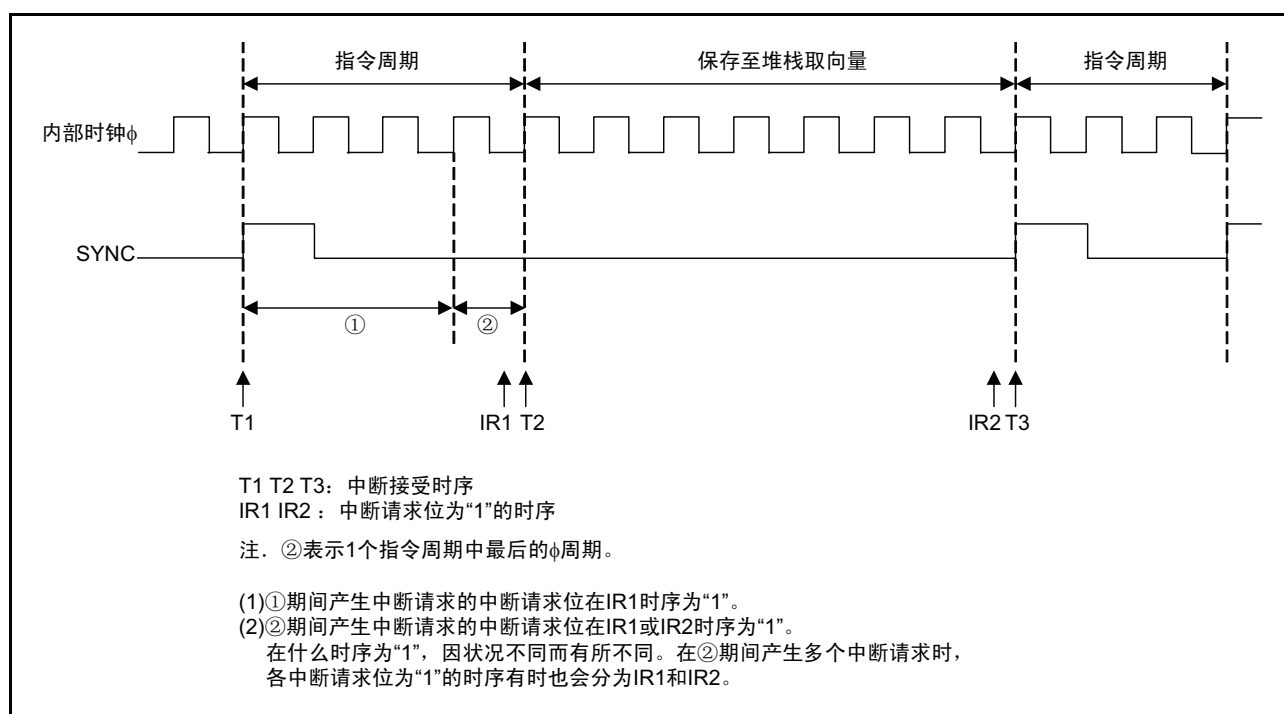 指令周期 保存至堆栈取向量 指令周期
内部时钟ϕ
SYNC
① ②
T1 IR1 T2 IR2 T3
T1 T2 T3：中断接受时序
IR1 IR2 ：中断请求位为“1”的时序
注．②表示1个指令周期中最后的ϕ周期。
(1)①期间产生中断请求的中断请求位在IR1时序为“1”。
(2)②期间产生中断请求的中断请求位在IR1或IR2时序为“1”。
在什么时序为“1”，因状况不同而有所不同。在②期间产生多个中断请求时，
各中断请求位为“1”的时序有时也会分为IR1和IR2。